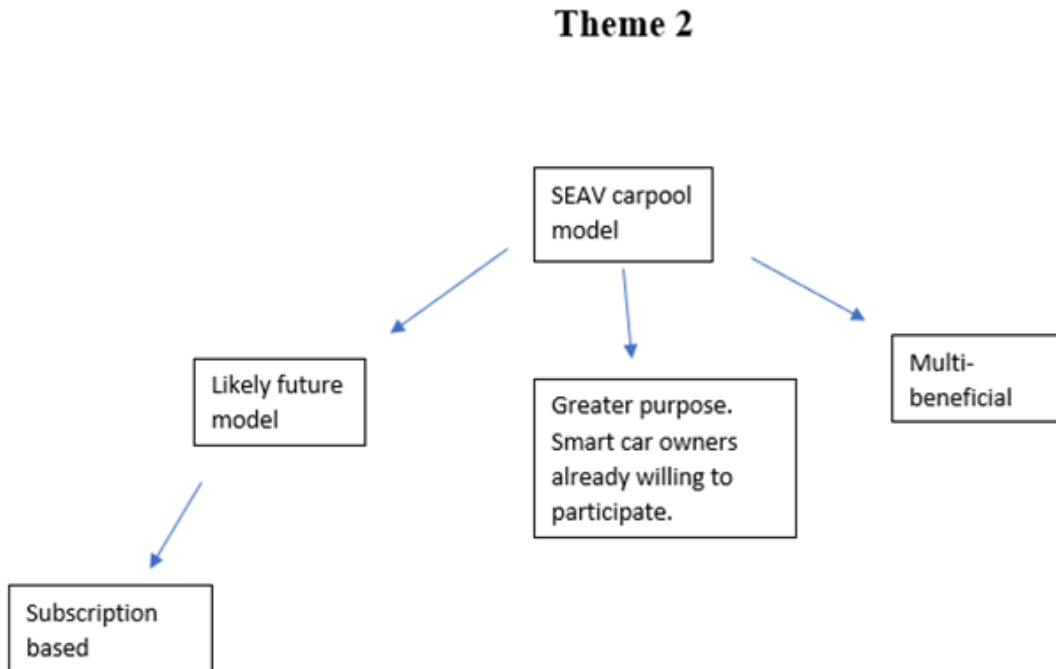 Theme 2
SEAV carpool
model
Likely future
model
Greater purpose.
Smart car owners
already willing to
participate.
Multi-
beneficial
Subscription
based